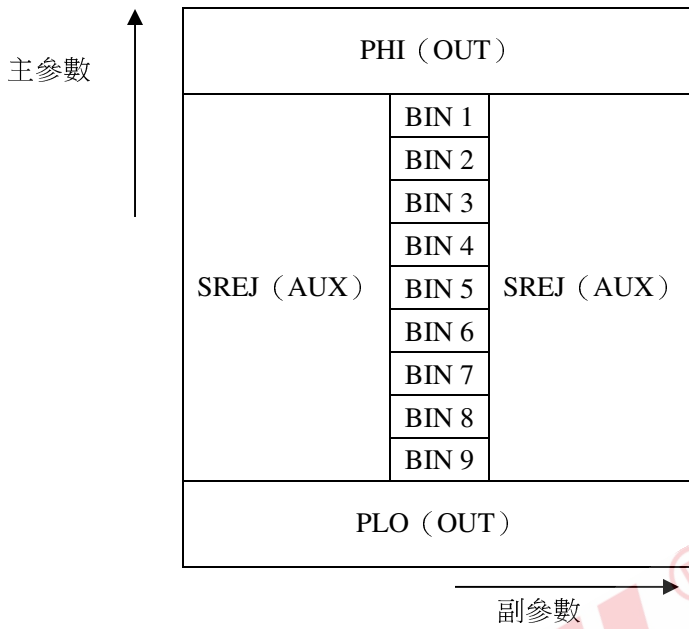 主參數
PHI（OUT）
BIN 1
BIN 2
BIN 3
BIN 4
SREJ（AUX）
BIN 5
SREJ（AUX）
BIN 6
BIN 7
BIN 8
BIN 9
PLO（OUT）
副參數
®